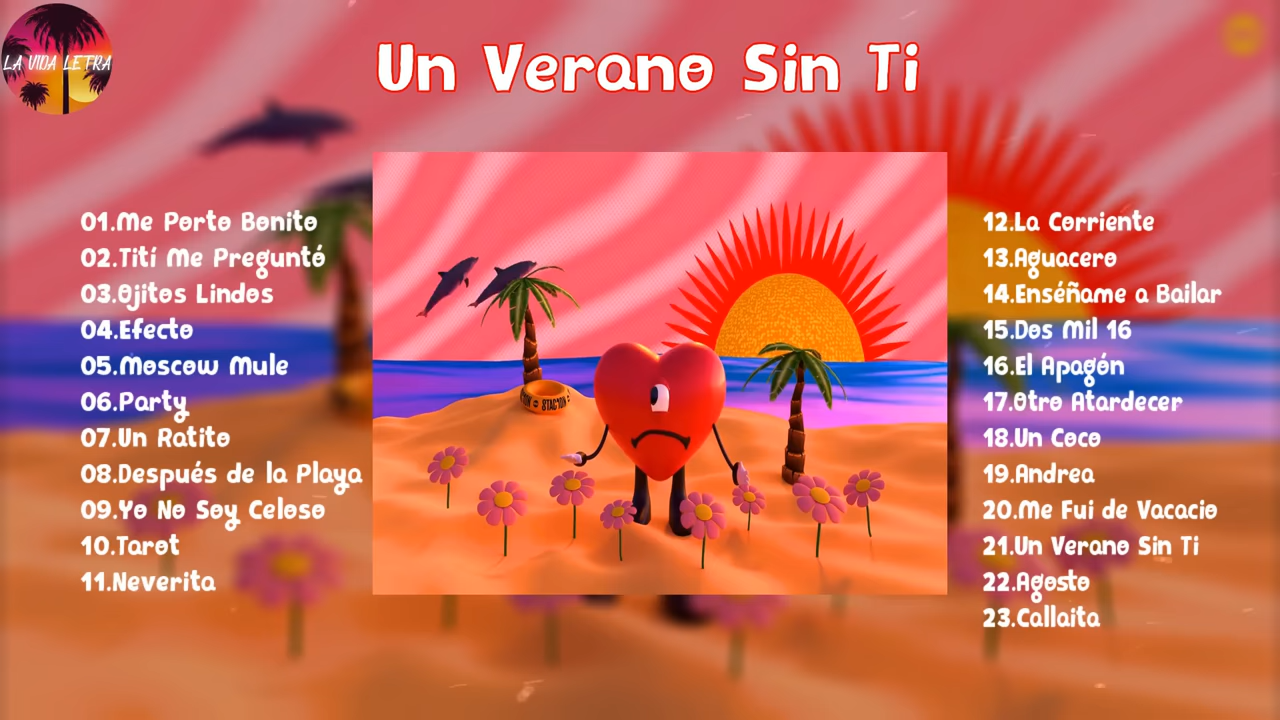 LA VIDA LETRA
Un Verano Sin Ti
01.Me Porto Bonito
02.Tití Me Preguntó
03.Ojitos Lindos
04.Efecto
05.Moscow Mule
06.Party
07.Un Ratito
08.Después de la Playa
09.Yo No Soy Celoso
10.Tarot
11.Neverita
12.La Corriente
13.Aguacero
14.Enséñame a Bailar
15.Dos Mil 16
16.El Apagón
17.Otro Atardecer
18.Un Coco
19.Andrea
20.Me Fui de Vacacio
21.Un Verano Sin Ti
22.Agosto
23.Callaita